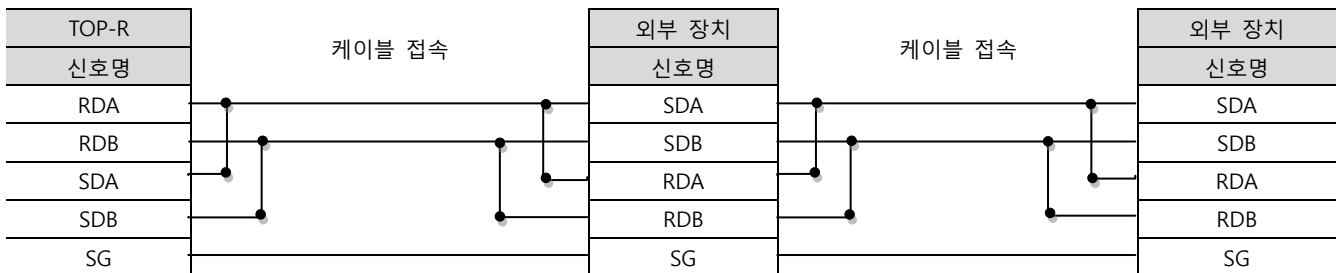 TOP-R 케이블 접속 외부 장치 케이블 접속 외부 장치
신호명 신호명 신호명
RDA SDA SDA
RDB SDB SDB
SDA RDA RDA
SDB RDB RDB
SG SG SG